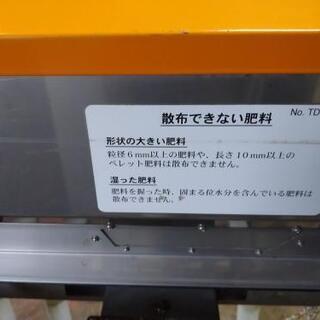 散布できない肥料
No. TD
形状の大きい肥料
粒径6mm以上の肥料や、長さ10mm以上の
ペレット肥料は散布できません。
湿った肥料
肥料を握った時、固まる位水分を含んでいる肥料は
散布できません。